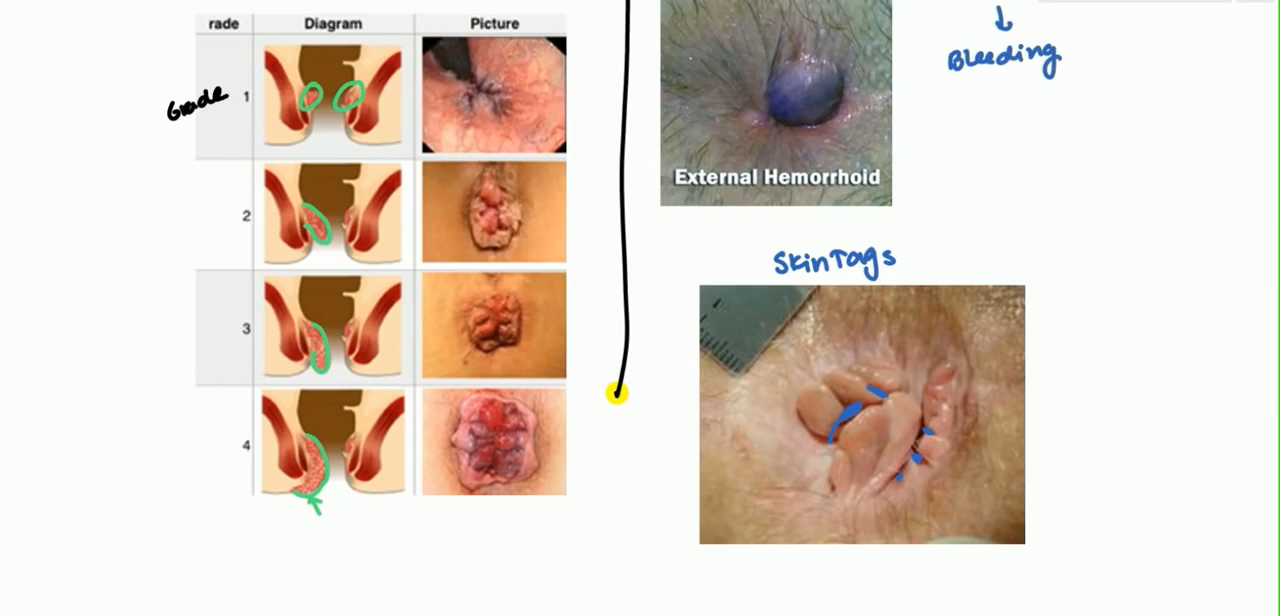 rade Diagram Picture
Grade
1
2
3
4
↓
Bleeding
External Hemorrhoid
SkinTags